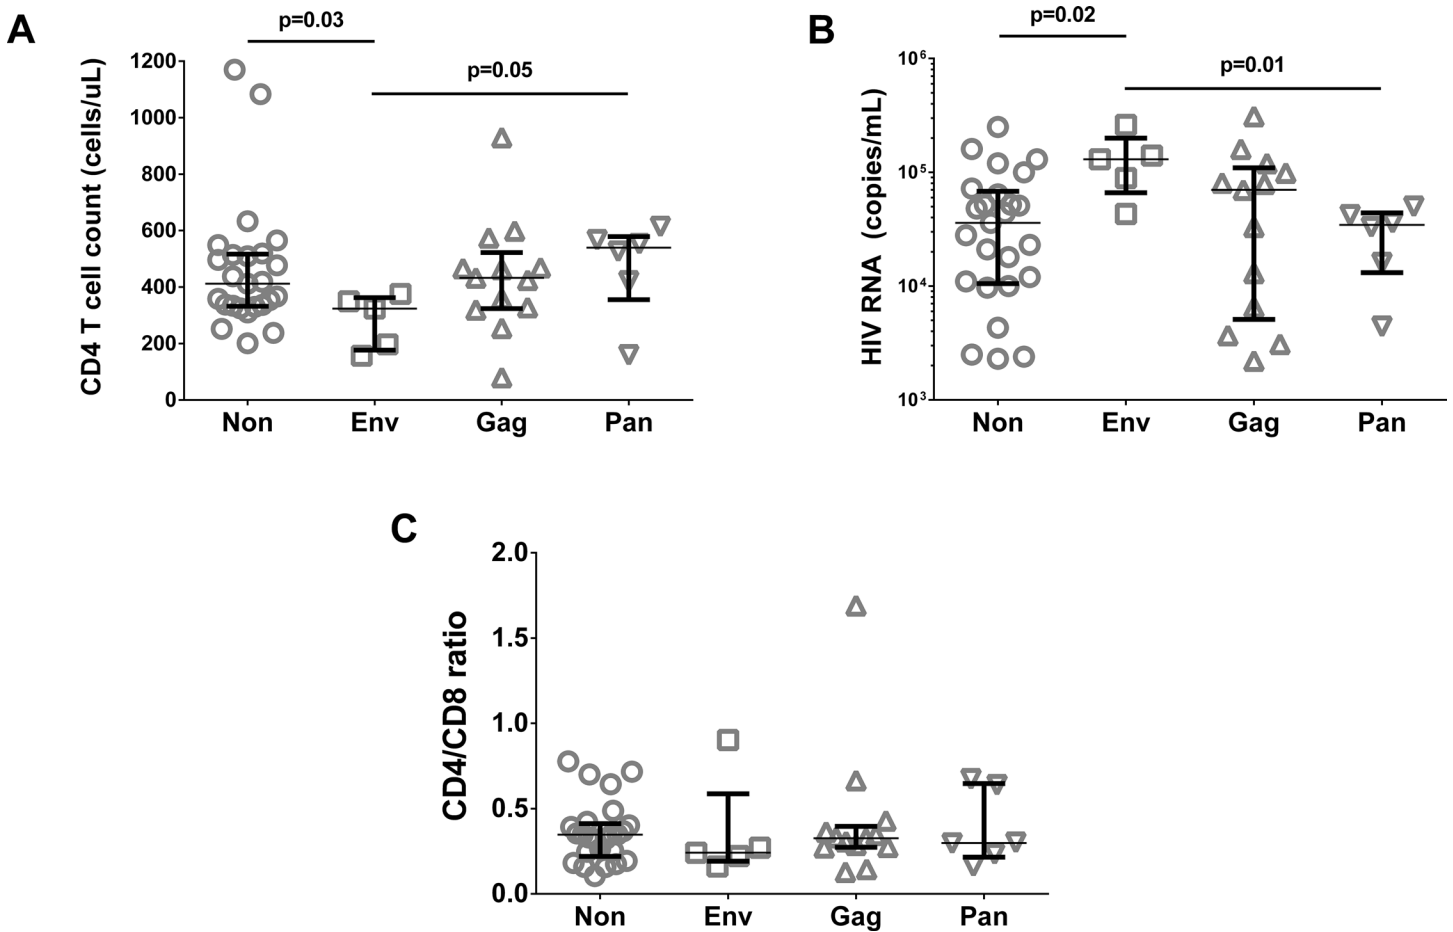 A
p=0.03
p=0.05
CD4 T cell count (cells/uL)
1200
1000
800
600
400
200
0
Non Env Gag Pan
B
p=0.02
p=0.01
HIV RNA (copies/mL)
10⁶
10⁵
10⁴
10³
Non Env Gag Pan
C
CD4/CD8 ratio
2.0
1.5
1.0
0.5
0.0
Non Env Gag Pan